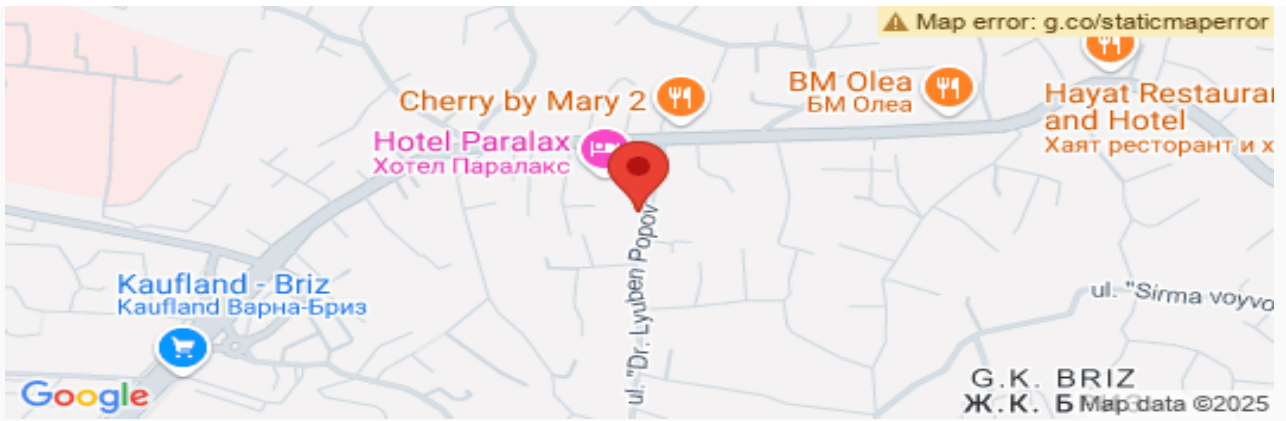 Map error: g.co/staticmaperror
Cherry by Mary 2
BM Olea
БМ Олеа
Hayat Restaura
and Hotel
Хаят ресторант и х
Hotel Paralax
Хотел Паралакс
ul. "Dr. Lyuben Popov
Kaufland - Briz
Kaufland Варна-Бриз
ul. "Sirma voyvo
G.K. BRIZ
Ж.К. Б
Google
Map data ©2025